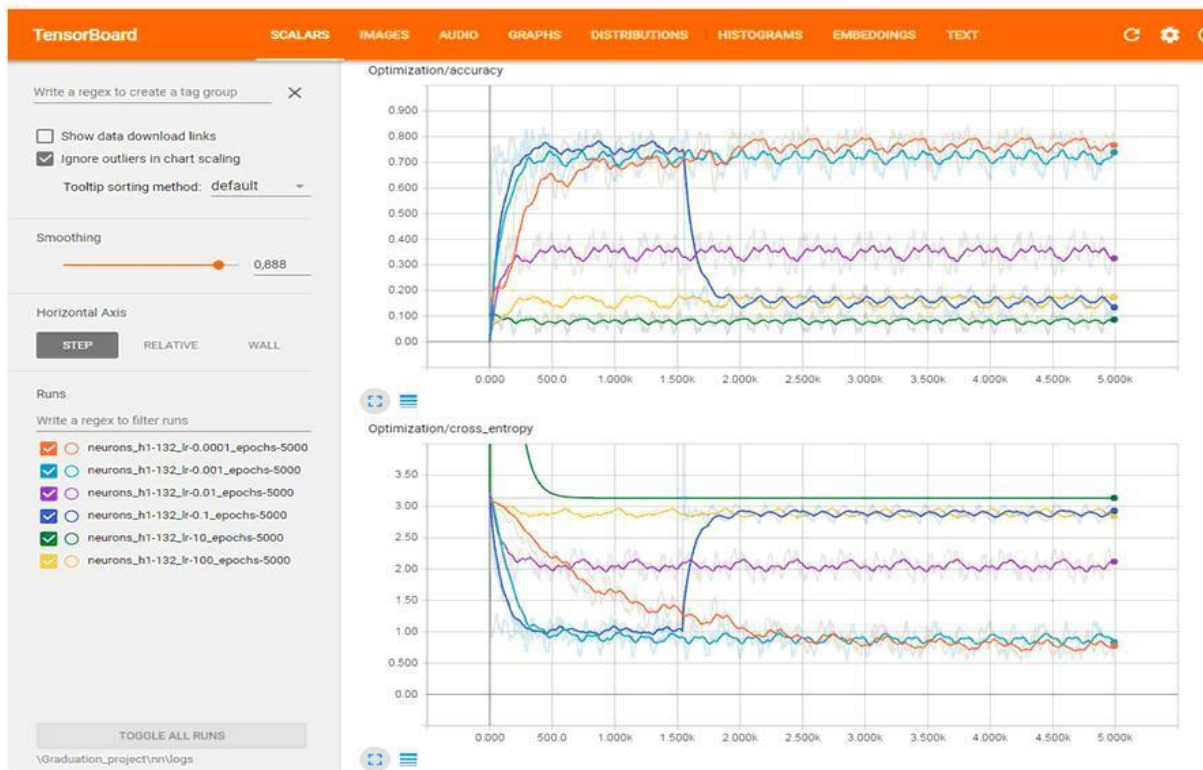 TensorBoard SCALARS IMAGES AUDIO GRAPHS DISTRIBUTIONS HISTOGRAMS EMBEDDINGS TEXT
Write a regex to create a tag group
Show data download links
Ignore outliers in chart scaling
Tooltip sorting method: default
Smoothing
0,888
Horizontal Axis
STEP RELATIVE WALL
Runs
Write a regex to filter runs
neurons_h1-132_lr-0.0001_epochs-5000
neurons_h1-132_lr-0.001_epochs-5000
neurons_h1-132_lr-0.01_epochs-5000
neurons_h1-132_lr-0.1_epochs-5000
neurons_h1-132_lr-10_epochs-5000
neurons_h1-132_lr-100_epochs-5000
TOGGLE ALL RUNS
\Graduation_project\nn\logs
Optimization/accuracy
0.900
0.800
0.700
0.600
0.500
0.400
0.300
0.200
0.100
0.00
0.000 500.0 1.000k 1.500k 2.000k 2.500k 3.000k 3.500k 4.000k 4.500k 5.000k
Optimization/cross_entropy
3.50
3.00
2.50
2.00
1.50
1.00
0.500
0.00
0.000 500.0 1.000k 1.500k 2.000k 2.500k 3.000k 3.500k 4.000k 4.500k 5.000k